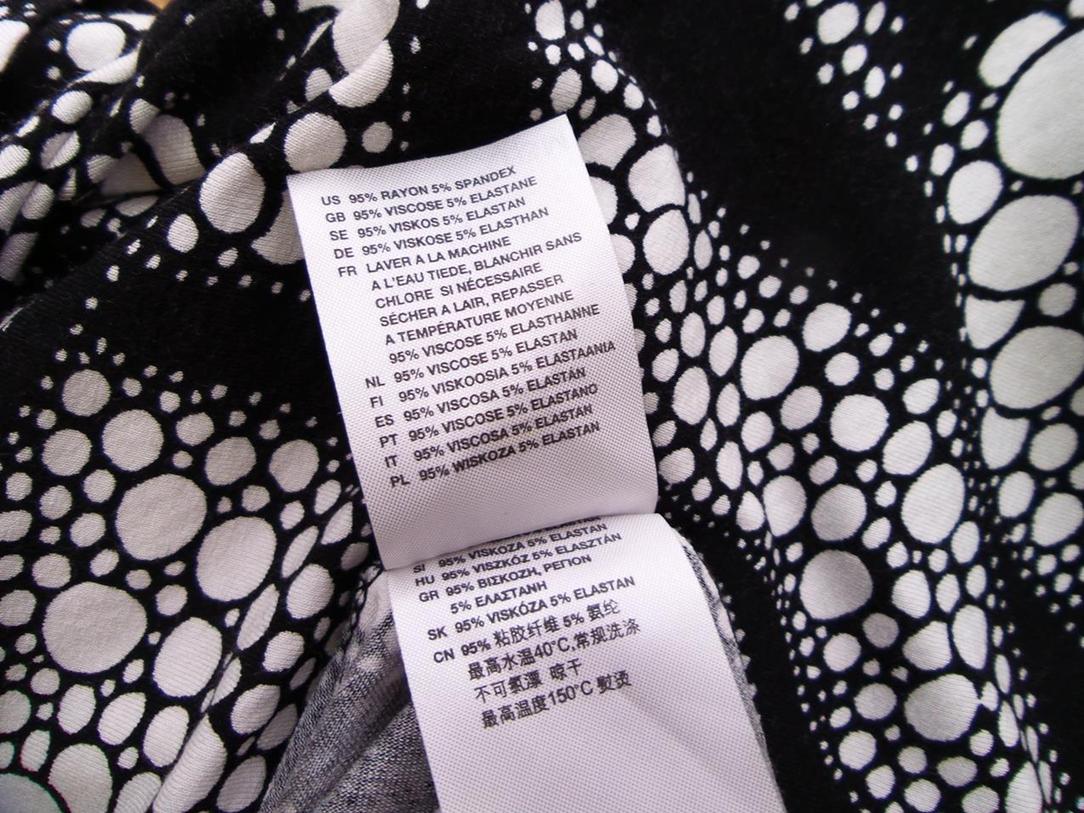 US 95% RAYON 5% SPANDEX
GB 95% VISCOSE 5% ELASTANE
SE 95% VISKOS 5% ELASTAN
DE 95% VISKOSE 5% ELASTHAN
FR LAVER A LA MACHINE
A L'EAU TIEDE, BLANCHIR SANS
CHLORE SI NÉCESSAIRE
SÉCHER A LAIR, REPASSER
A TEMPÉRATURE MOYENNE
95% VISCOSE 5% ELASTHANNE
NL 95% VISCOSE 5% ELASTAN
FI 95% VISKOOSIA 5% ELASTAANIA
ES 95% VISCOSA 5% ELASTÁN
PT 95% VISCOSE 5% ELASTANO
IT 95% VISCOSA 5% ELASTAN
PL 95% WISKOZA 5% ELASTAN
SI 95% VISKOZA 5% ELASTAN
HU 95% VISZKÓZ 5% ELASZTÁN
GR 95% ΒΙΣΚΟΖΗ, ΡΕΓΙΟΝ
5% ΕΛΑΣΤΑΝΗ
SK 95% VISKÓZA 5% ELASTAN
CN 95% 粘胶纤维 5% 氨纶
最高水温40°C,常规洗涤
不可氯漂 晾干
最高温度150°C 熨烫